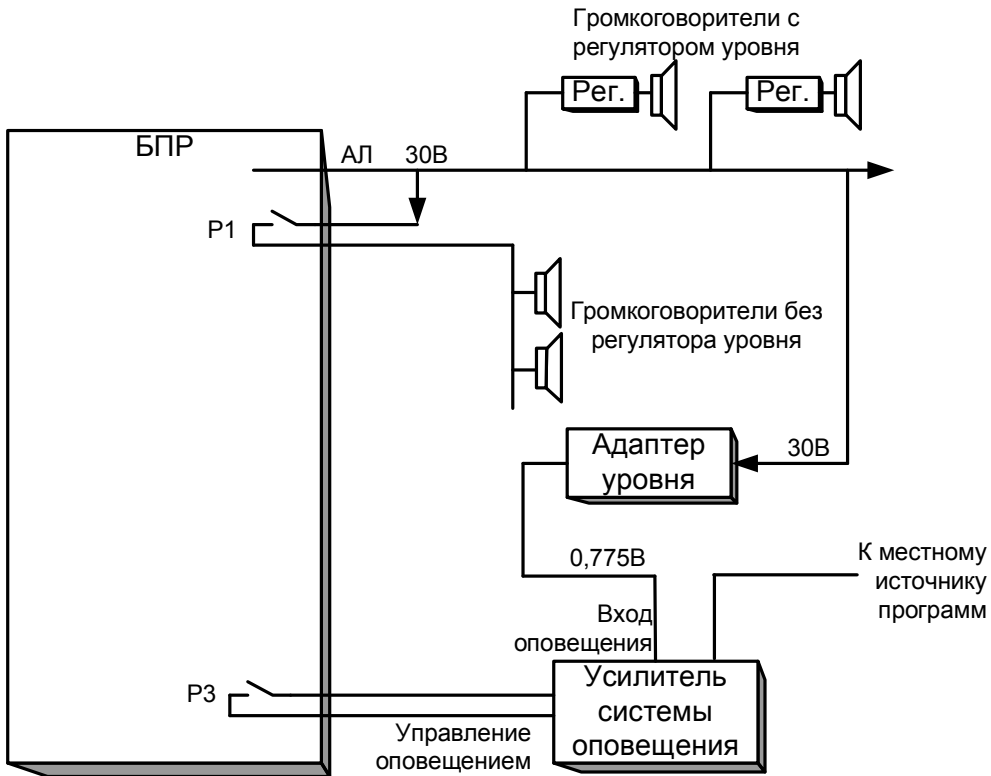 Громкоговорители с
регулятором уровня
Рег.
Рег.
БПР
АЛ
30В
Р1
Громкоговорители без
регулятора уровня
Адаптер
уровня
30В
0,775В
К местному
источнику
программ
Вход
оповещения
Р3
Усилитель
системы
оповещения
Управление
оповещением